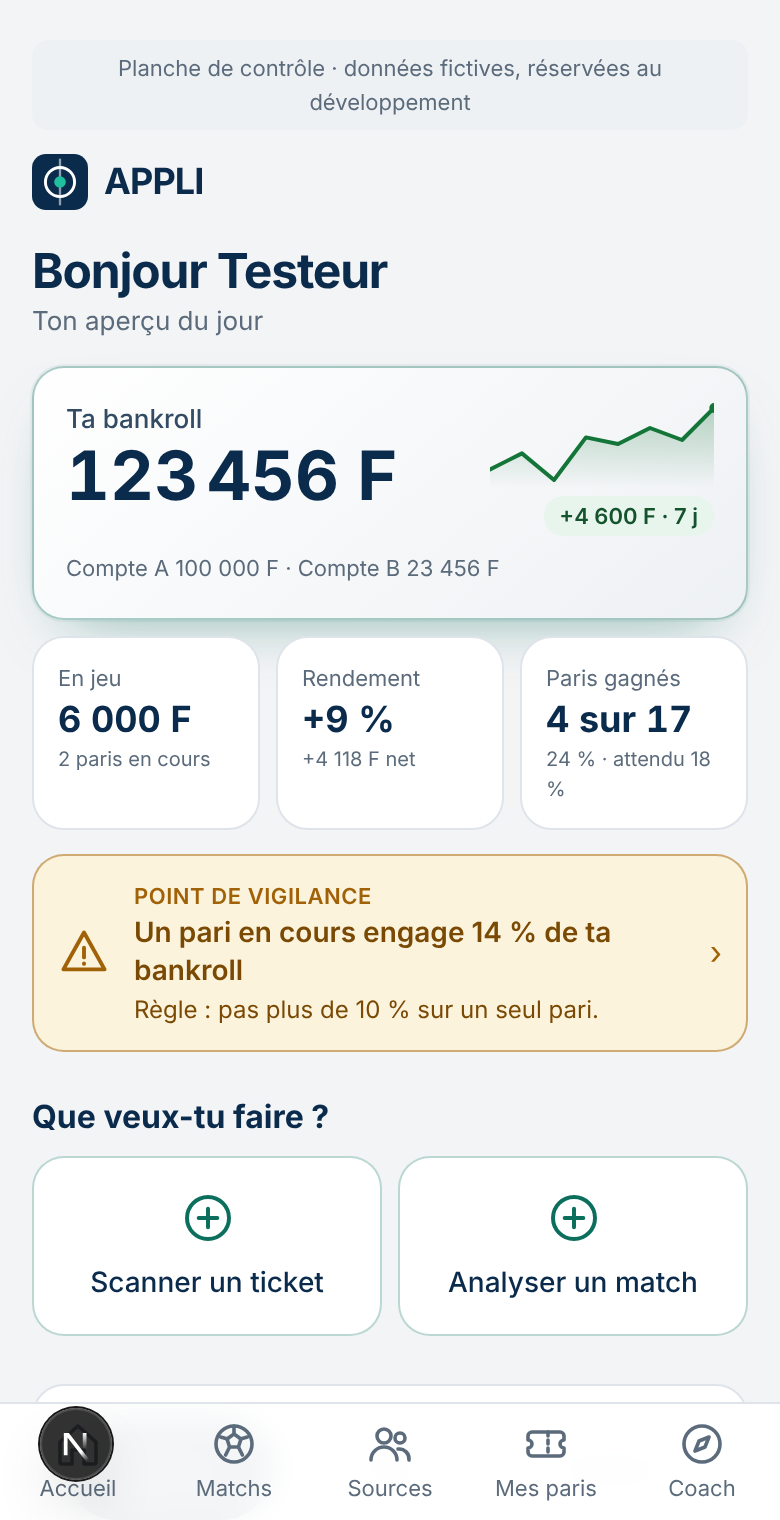 Planche de contrôle · données fictives, réservées au
développement
APPLI
Bonjour Testeur
Ton aperçu du jour
Ta bankroll
123 456 F
+4 600 F · 7 j
Compte A 100 000 F · Compte B 23 456 F
En jeu
6 000 F
2 paris en cours
Rendement
+9 %
+4 118 F net
Paris gagnés
4 sur 17
24 % · attendu 18
%
POINT DE VIGILANCE
Un pari en cours engage 14 % de ta
bankroll
Règle : pas plus de 10 % sur un seul pari.
Que veux-tu faire ?
Scanner un ticket
Analyser un match
N
Accueil
Matchs
Sources
Mes paris
Coach